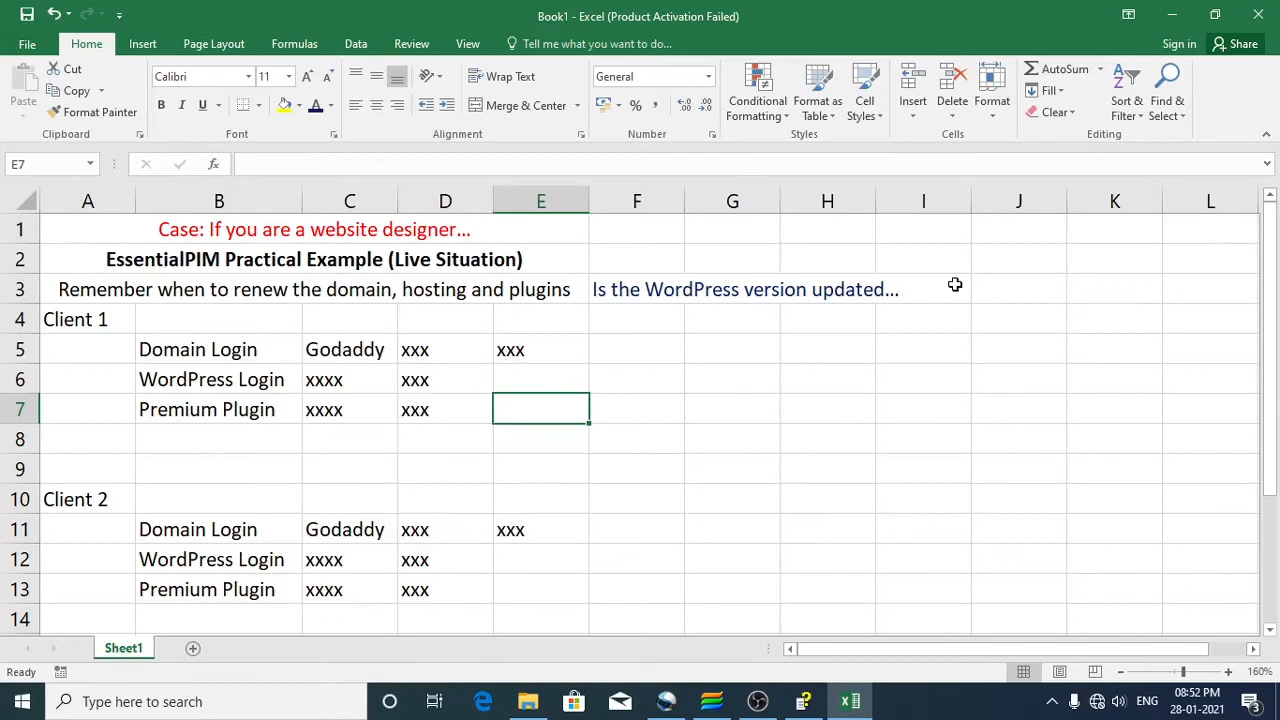 Book1 - Excel (Product Activation Failed)
File Home Insert Page Layout Formulas Data Review View Tell me what you want to do... Sign in Share
Paste
Cut
Copy
Format Painter
Calibri 11
B I U A
Wrap Text
Merge & Center
General
% ,
Conditional Formatting
Format as Table
Cell Styles
Insert
Delete
Format
AutoSum
Fill
Clear
Sort & Filter
Find & Select
Clipboard Font Alignment Number Styles Cells Editing
E7 fx
A B C D E F G H I J K L
1 Case: If you are a website designer...
2 EssentialPIM Practical Example (Live Situation)
3 Remember when to renew the domain, hosting and plugins Is the WordPress version updated...
4 Client 1
5 Domain Login Godaddy xxx xxx
6 WordPress Login xxxx xxx
7 Premium Plugin xxxx xxx
8
9
10 Client 2
11 Domain Login Godaddy xxx xxx
12 WordPress Login xxxx xxx
13 Premium Plugin xxxx xxx
14
Sheet1
Ready 160%
Type here to search
ENG
08:52 PM
28-01-2021
3